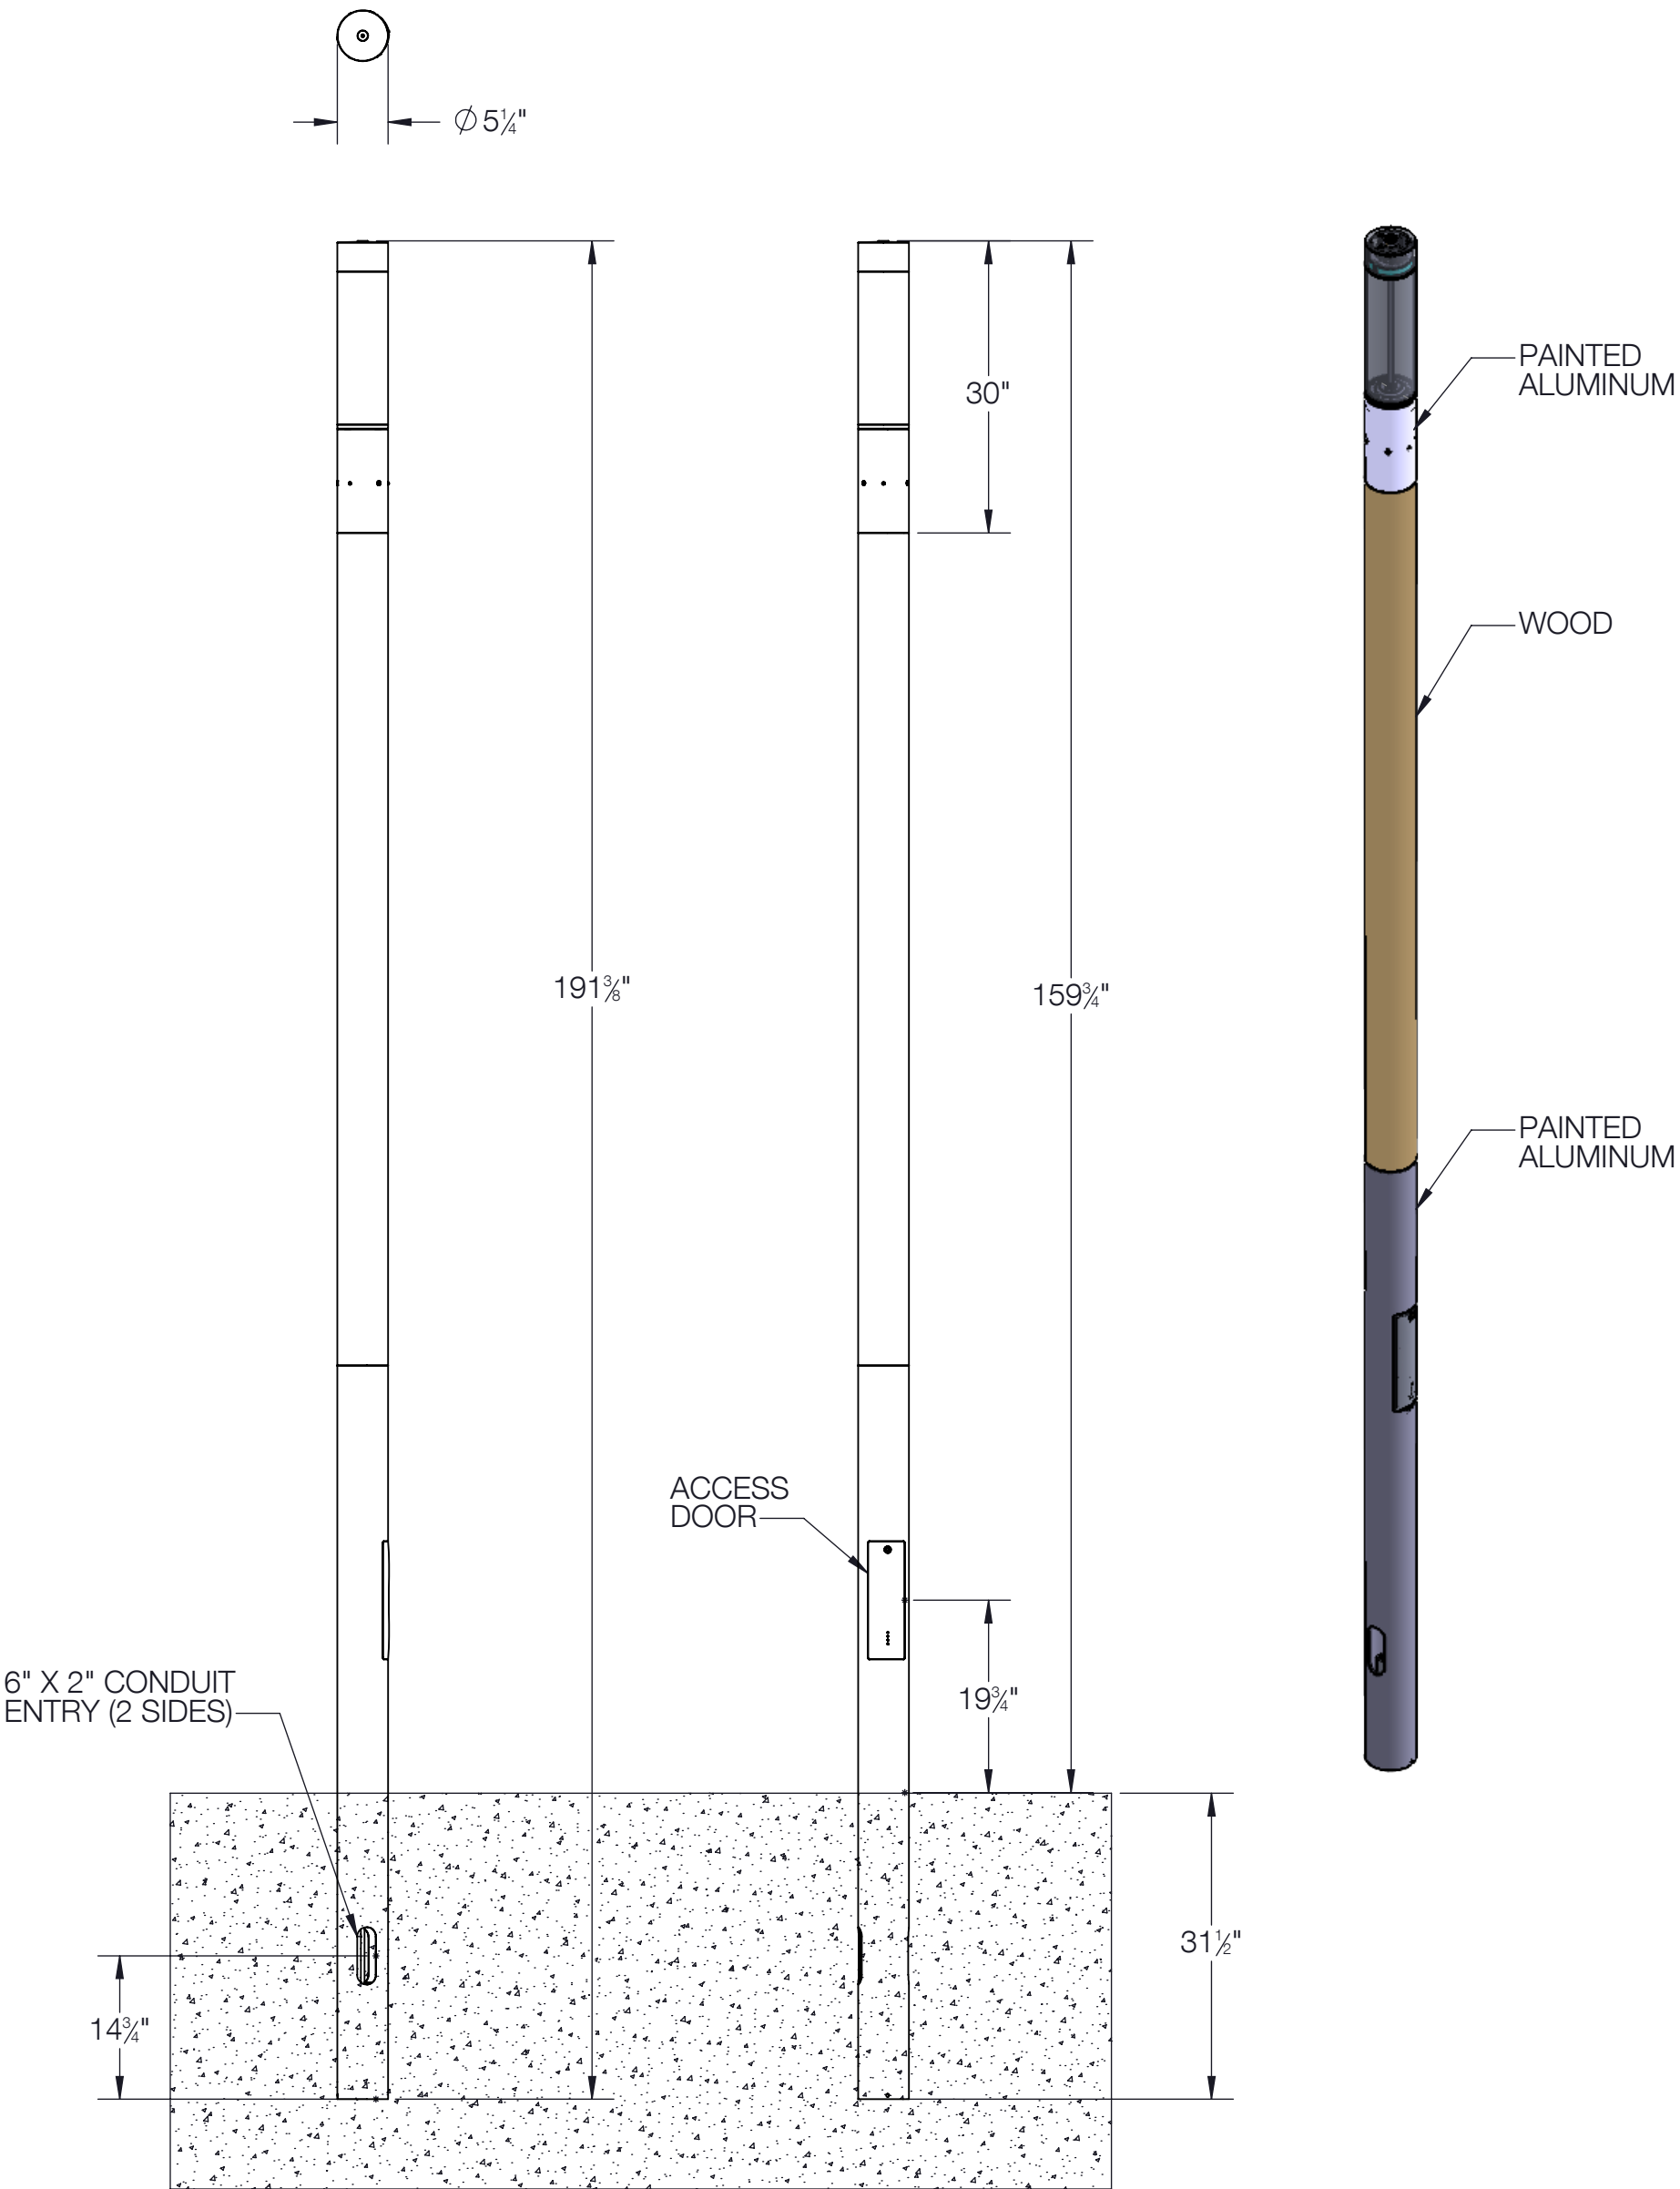 ∅5¼"
30"
PAINTED
ALUMINUM
WOOD
191⅜"
159¾"
PAINTED
ALUMINUM
ACCESS
DOOR
6" X 2" CONDUIT
ENTRY (2 SIDES)
19¾"
31½"
14¾"